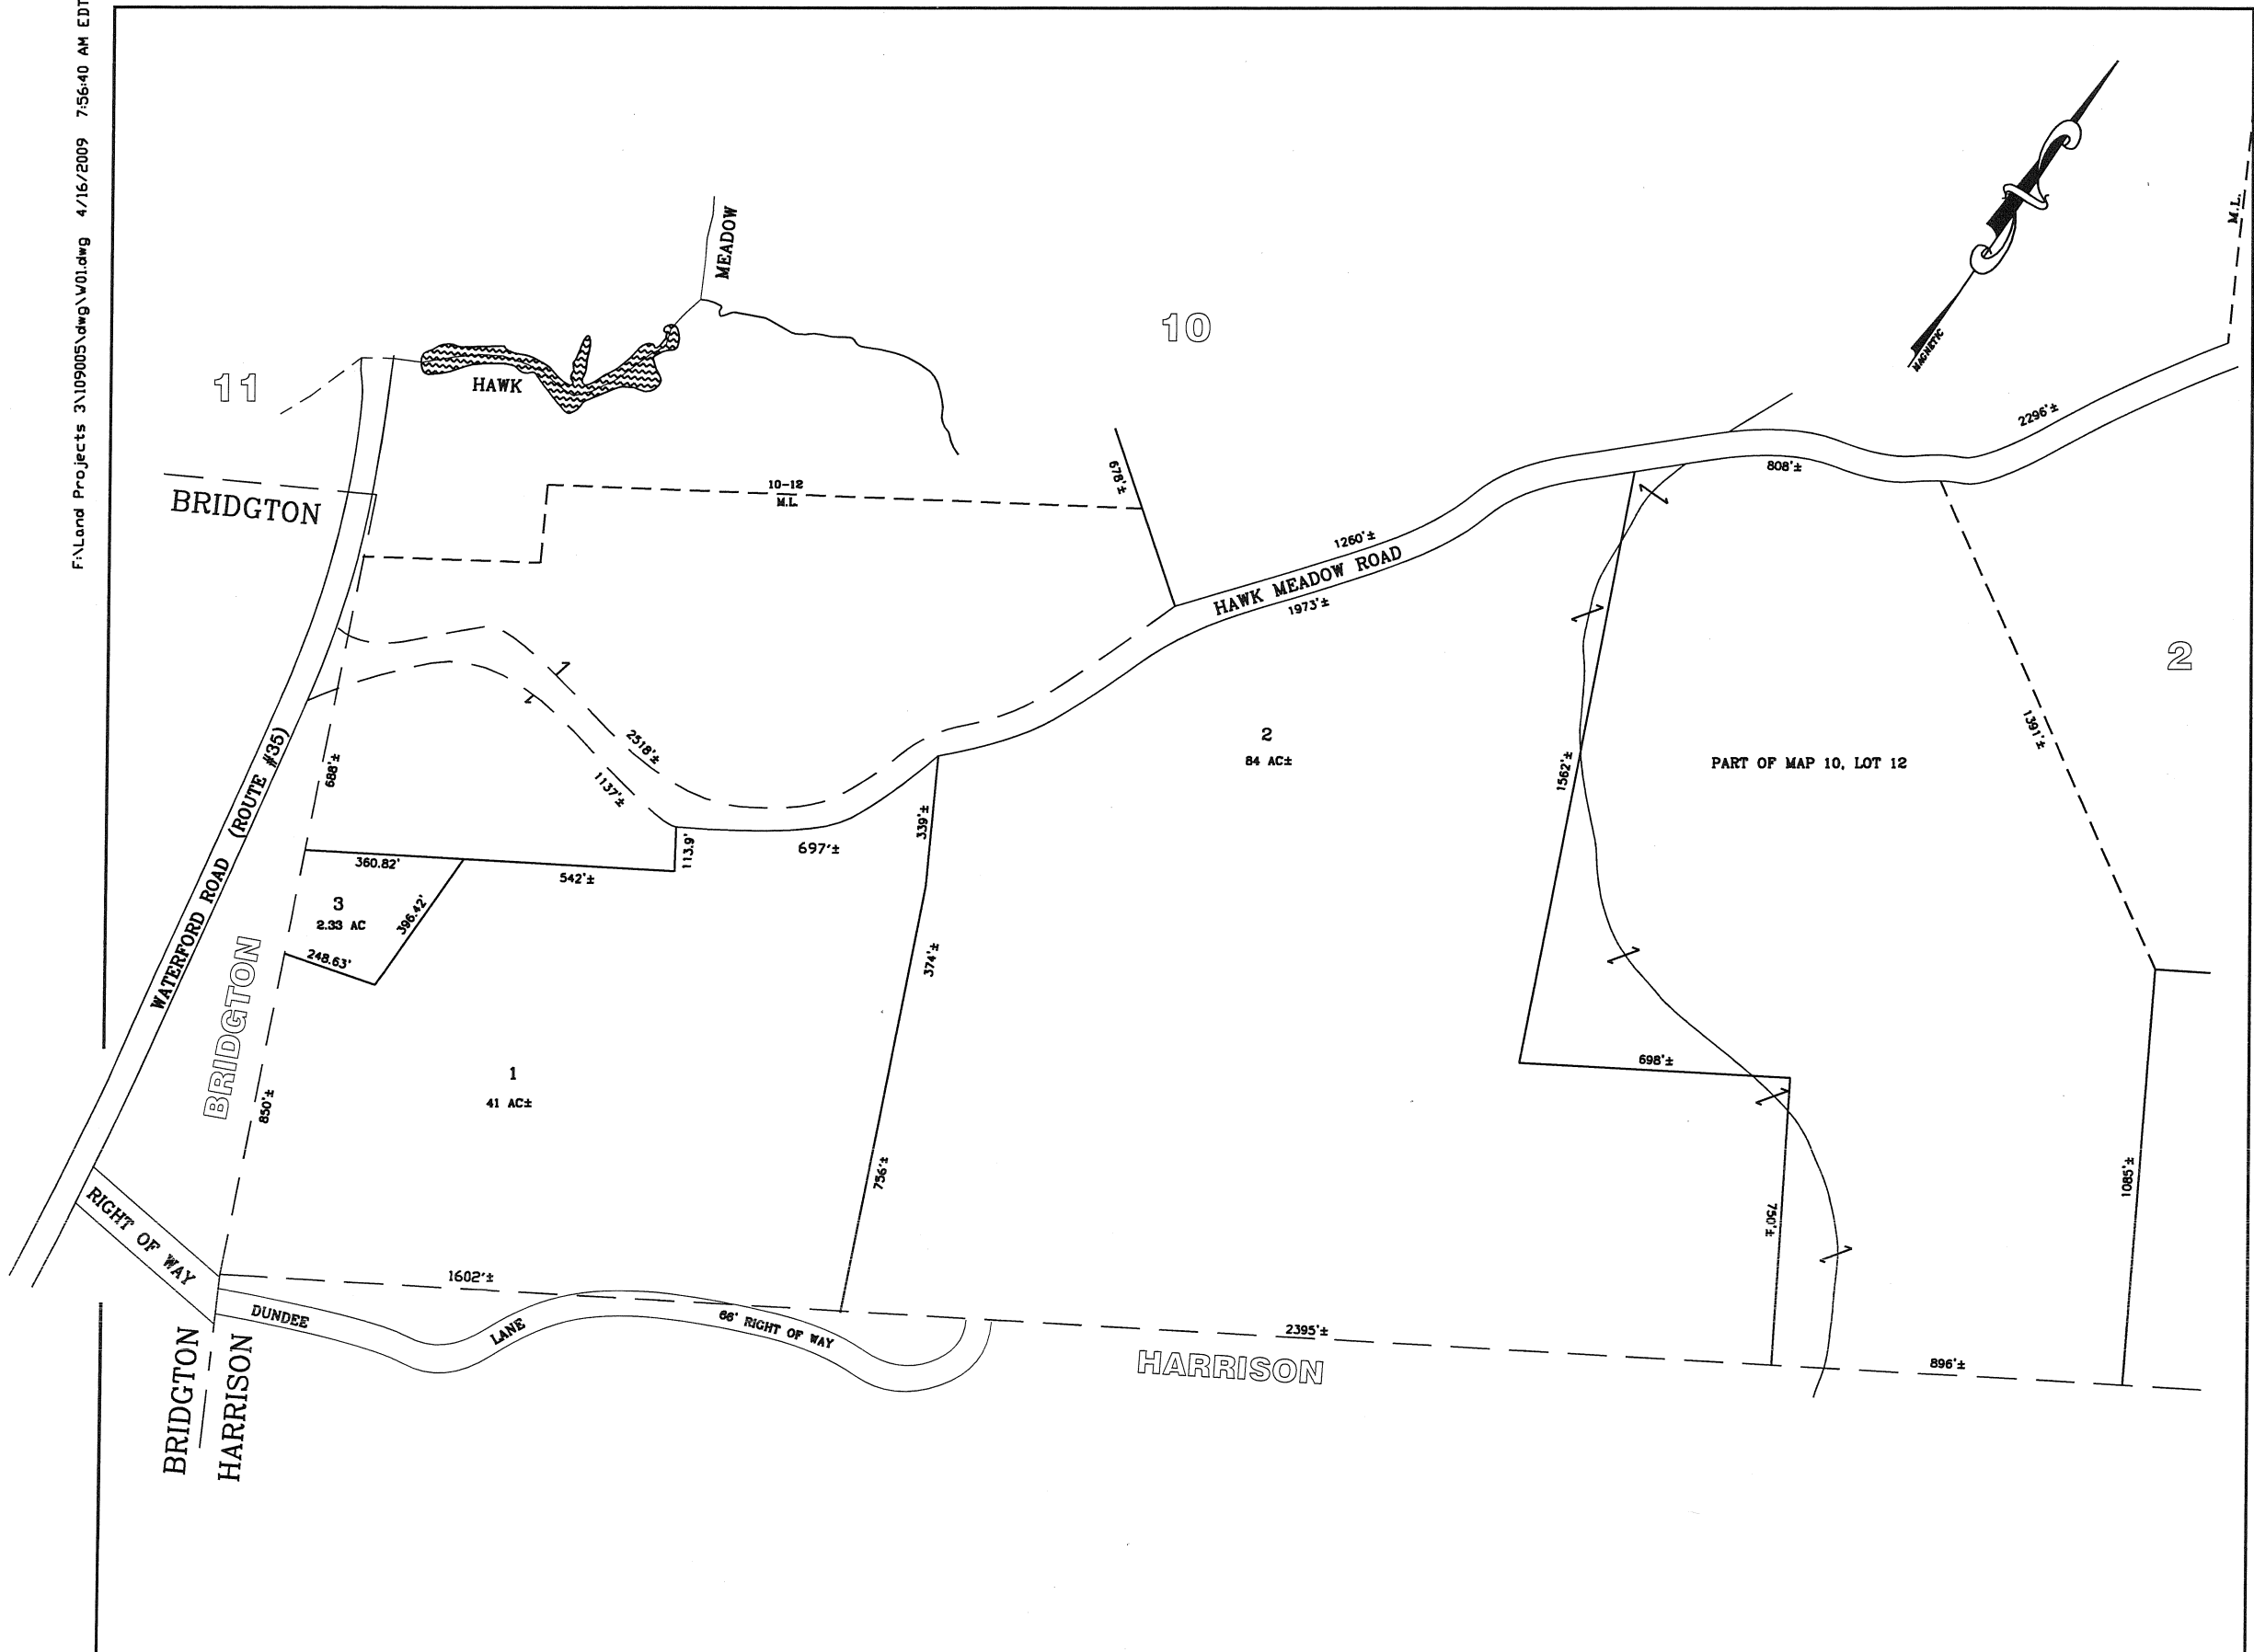 F:\Land Projects 3\109005\dwg\W01.dwg 4/16/2009 7:56:40 AM EDT
MEADOW
HAWK
11
10
MAGNETIC
M.L.
BRIDGTON
10-12
M.L.
678'±
2296'±
808'±
1260'±
HAWK MEADOW ROAD
1973'±
2
1391'±
2518'±
1137'±
688'±
WATERFORD ROAD (ROUTE #35)
2
84 AC±
1562'±
PART OF MAP 10, LOT 12
339'±
697'±
113.9'
360.82'
542'±
3
2.33 AC
396.42'
248.63'
374'±
BRIDGTON
850'±
1
41 AC±
698'±
756'±
750'±
1085'±
RIGHT OF WAY
1602'±
DUNDEE
LANE
66' RIGHT OF WAY
2395'±
HARRISON
896'±
BRIDGTON
HARRISON